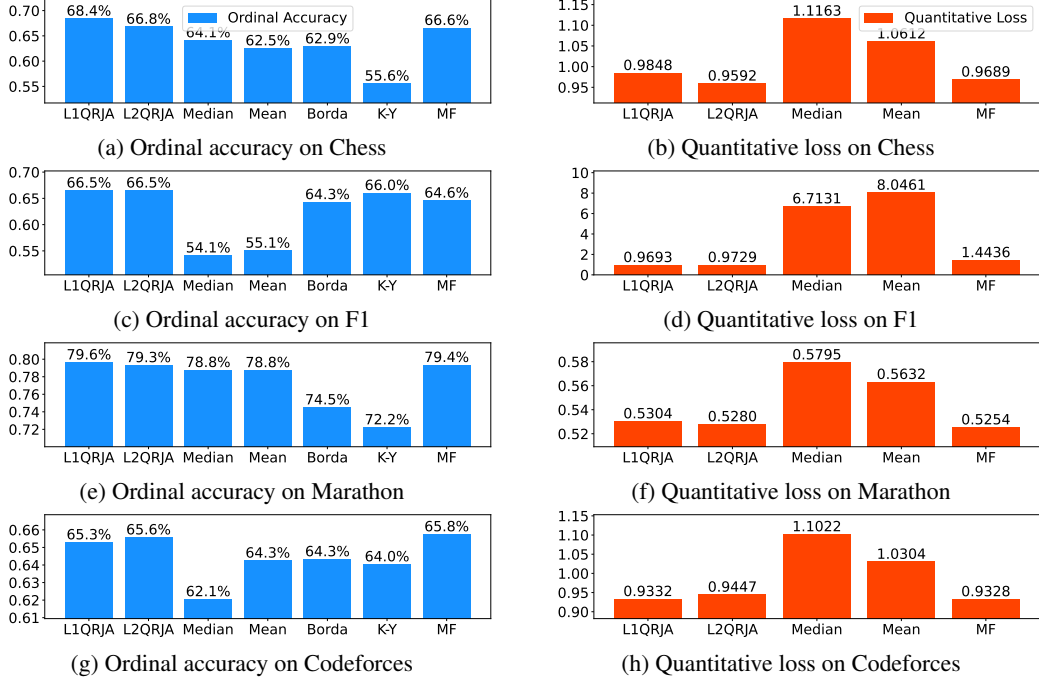 0.70 0.65 0.60 0.55
68.4% 66.8% 64.1% 62.5% 62.9% 55.6% 66.6%
Ordinal Accuracy
L1QRJA L2QRJA Median Mean Borda K-Y MF
(a) Ordinal accuracy on Chess
1.15 1.10 1.05 1.00 0.95
0.9848 0.9592 1.1163 1.0612 0.9689
Quantitative Loss
L1QRJA L2QRJA Median Mean MF
(b) Quantitative loss on Chess
0.70 0.65 0.60 0.55
66.5% 66.5% 54.1% 55.1% 64.3% 66.0% 64.6%
L1QRJA L2QRJA Median Mean Borda K-Y MF
(c) Ordinal accuracy on F1
10 8 6 4 2 0
0.9693 0.9729 6.7131 8.0461 1.4436
L1QRJA L2QRJA Median Mean MF
(d) Quantitative loss on F1
0.80 0.78 0.76 0.74 0.72
79.6% 79.3% 78.8% 78.8% 74.5% 72.2% 79.4%
L1QRJA L2QRJA Median Mean Borda K-Y MF
(e) Ordinal accuracy on Marathon
0.58 0.56 0.54 0.52
0.5304 0.5280 0.5795 0.5632 0.5254
L1QRJA L2QRJA Median Mean MF
(f) Quantitative loss on Marathon
0.66 0.65 0.64 0.63 0.62 0.61
65.3% 65.6% 62.1% 64.3% 64.3% 64.0% 65.8%
L1QRJA L2QRJA Median Mean Borda K-Y MF
(g) Ordinal accuracy on Codeforces
1.15 1.10 1.05 1.00 0.95 0.90
0.9332 0.9447 1.1022 1.0304 0.9328
L1QRJA L2QRJA Median Mean MF
(h) Quantitative loss on Codeforces